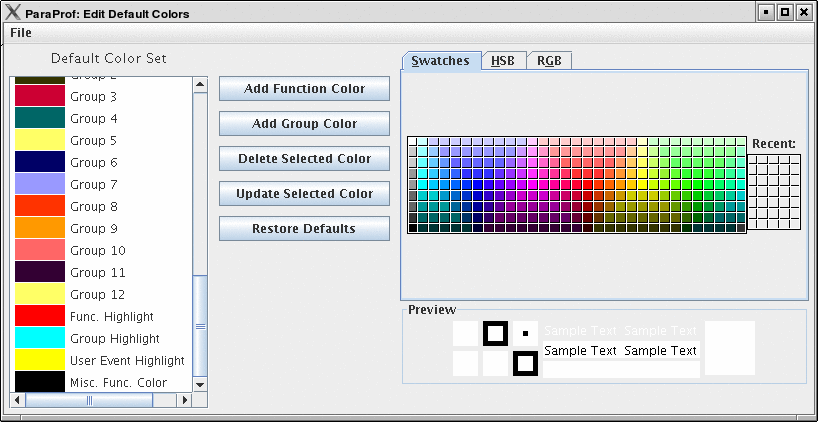 ParaProf: Edit Default Colors
File
Default Color Set
Group 2
Group 3
Group 4
Group 5
Group 6
Group 7
Group 8
Group 9
Group 10
Group 11
Group 12
Func. Highlight
Group Highlight
User Event Highlight
Misc. Func. Color
Add Function Color
Add Group Color
Delete Selected Color
Update Selected Color
Restore Defaults
Swatches HSB RGB
Recent:
Preview
Sample Text Sample Text
Sample Text Sample Text